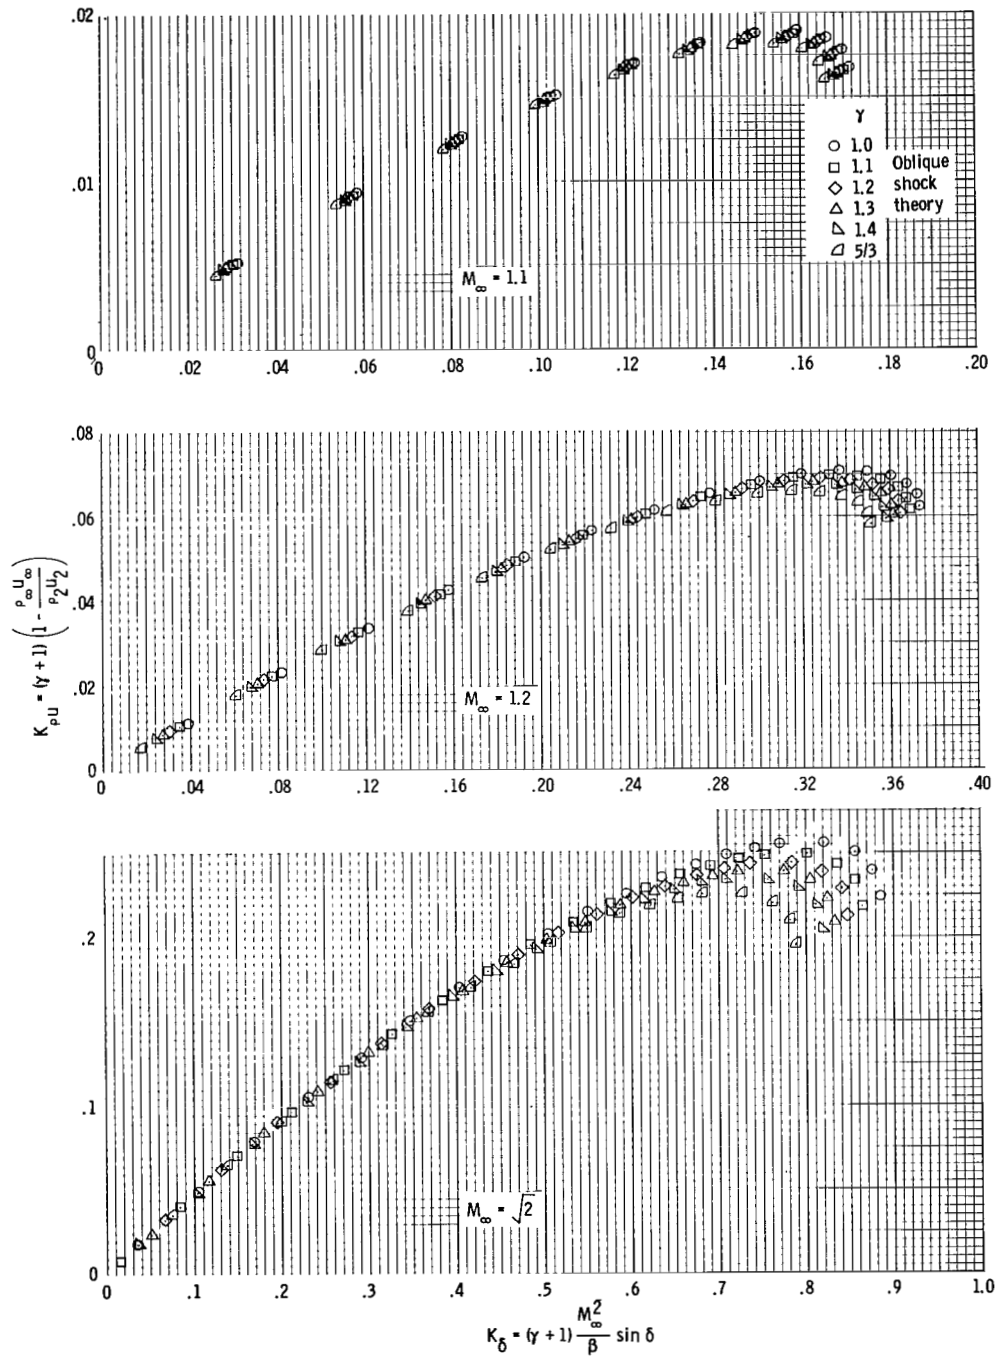 .02
.01
0
γ
1.0
1.1
1.2
1.3
1.4
5/3
Oblique
shock
theory
M∞ = 1.1
0 .02 .04 .06 .08 .10 .12 .14 .16 .18 .20
.08
.06
.04
.02
0
K_ρu = (γ + 1) (1 - ρ∞ u∞ / ρ2 u2)
M∞ = 1.2
0 .04 .08 .12 .16 .20 .24 .28 .32 .36 .40
.2
.1
0
M∞ = √2
0 .1 .2 .3 .4 .5 .6 .7 .8 .9 1.0
K_δ = (γ + 1) M∞² / β sin δ